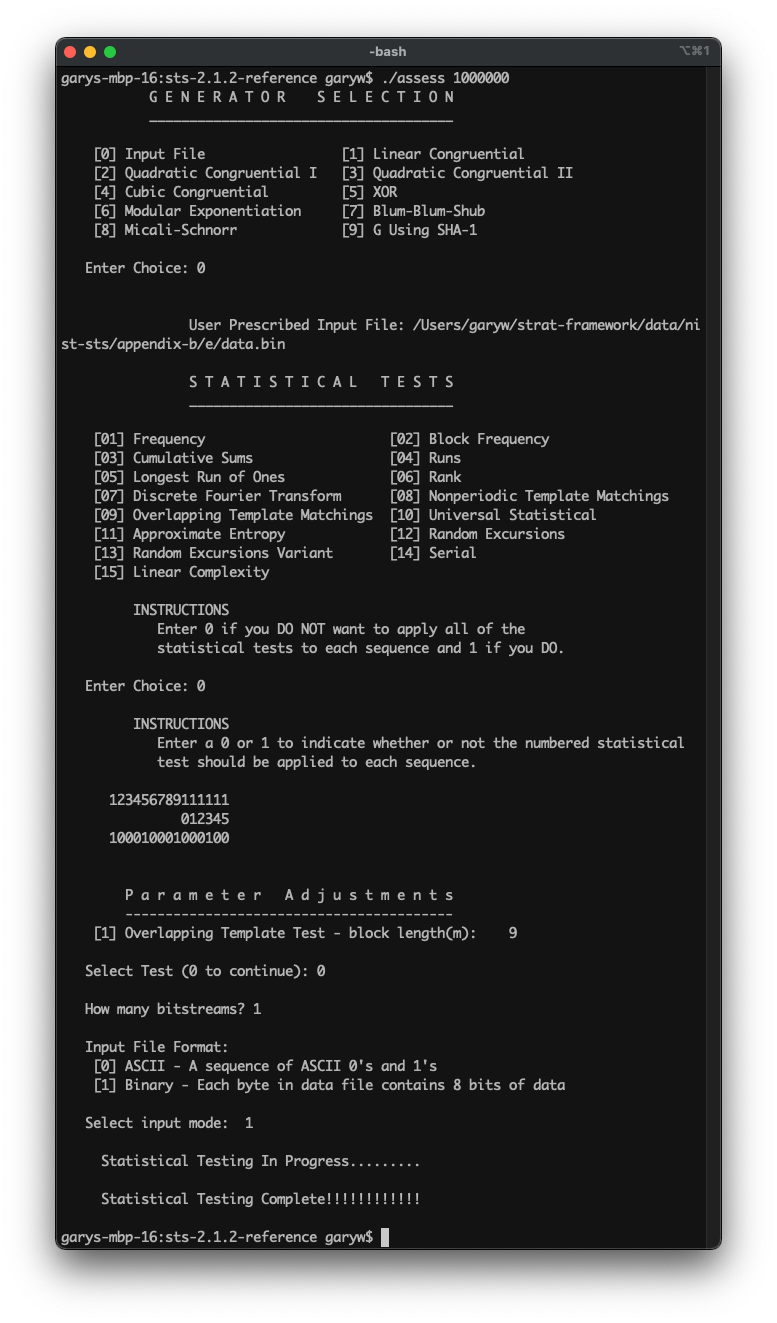 -bash
⌥⌘1
garys-mbp-16:sts-2.1.2-reference garyw$ ./assess 1000000
           G E N E R A T O R    S E L E C T I O N
           ______________________________________

    [0] Input File                 [1] Linear Congruential
    [2] Quadratic Congruential I   [3] Quadratic Congruential II
    [4] Cubic Congruential         [5] XOR
    [6] Modular Exponentiation     [7] Blum-Blum-Shub
    [8] Micali-Schnorr             [9] G Using SHA-1

   Enter Choice: 0


                User Prescribed Input File: /Users/garyw/strat-framework/data/ni
st-sts/appendix-b/e/data.bin

                S T A T I S T I C A L   T E S T S
                _________________________________

    [01] Frequency                       [02] Block Frequency
    [03] Cumulative Sums                 [04] Runs
    [05] Longest Run of Ones             [06] Rank
    [07] Discrete Fourier Transform      [08] Nonperiodic Template Matchings
    [09] Overlapping Template Matchings  [10] Universal Statistical
    [11] Approximate Entropy             [12] Random Excursions
    [13] Random Excursions Variant       [14] Serial
    [15] Linear Complexity

         INSTRUCTIONS
            Enter 0 if you DO NOT want to apply all of the
            statistical tests to each sequence and 1 if you DO.

   Enter Choice: 0

         INSTRUCTIONS
            Enter a 0 or 1 to indicate whether or not the numbered statistical
            test should be applied to each sequence.

      123456789111111
               012345
      100010001000100


        P a r a m e t e r   A d j u s t m e n t s
        -----------------------------------------
    [1] Overlapping Template Test - block length(m):    9

   Select Test (0 to continue): 0

   How many bitstreams? 1

   Input File Format:
    [0] ASCII - A sequence of ASCII 0's and 1's
    [1] Binary - Each byte in data file contains 8 bits of data

   Select input mode:  1

     Statistical Testing In Progress.........

     Statistical Testing Complete!!!!!!!!!!!!

garys-mbp-16:sts-2.1.2-reference garyw$